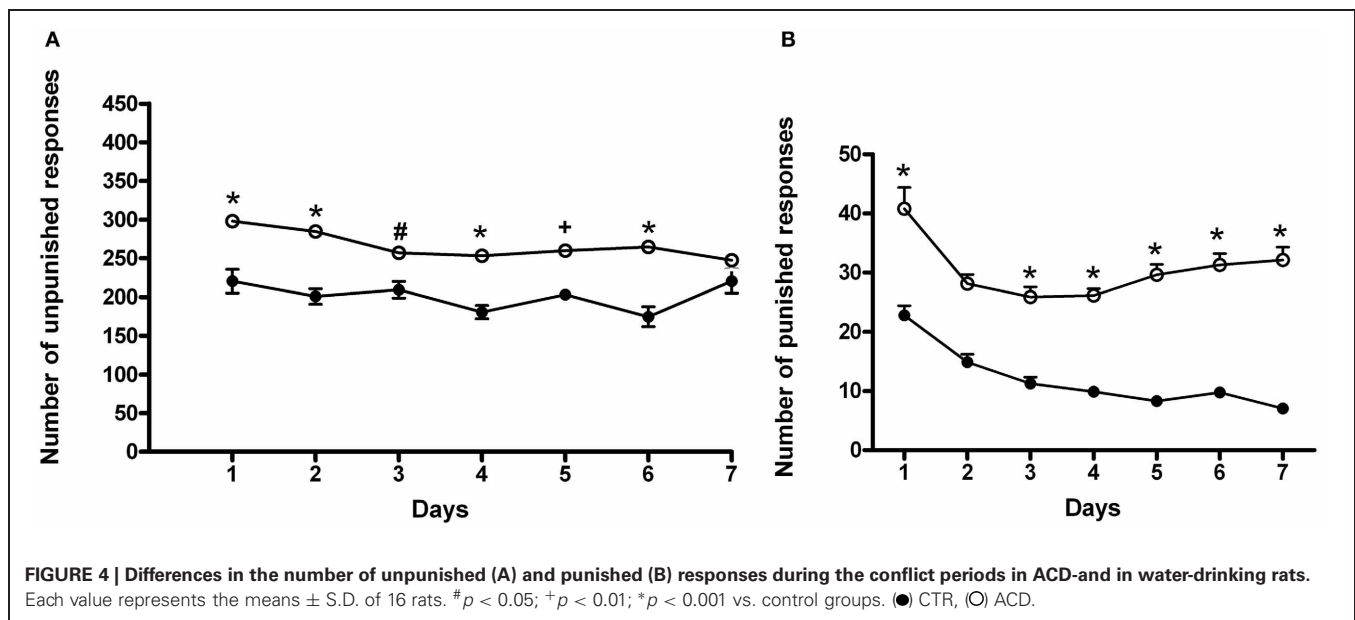 A
Number of unpunished responses
450
400
350
300
250
200
150
100
50
0
* * # * + *
1 2 3 4 5 6 7
Days
B
Number of punished responses
50
40
30
20
10
0
* * * * * *
1 2 3 4 5 6 7
Days
FIGURE 4 | Differences in the number of unpunished (A) and punished (B) responses during the conflict periods in ACD-and in water-drinking rats.
Each value represents the means ± S.D. of 16 rats. #p < 0.05; +p < 0.01; *p < 0.001 vs. control groups. (●) CTR, (○) ACD.